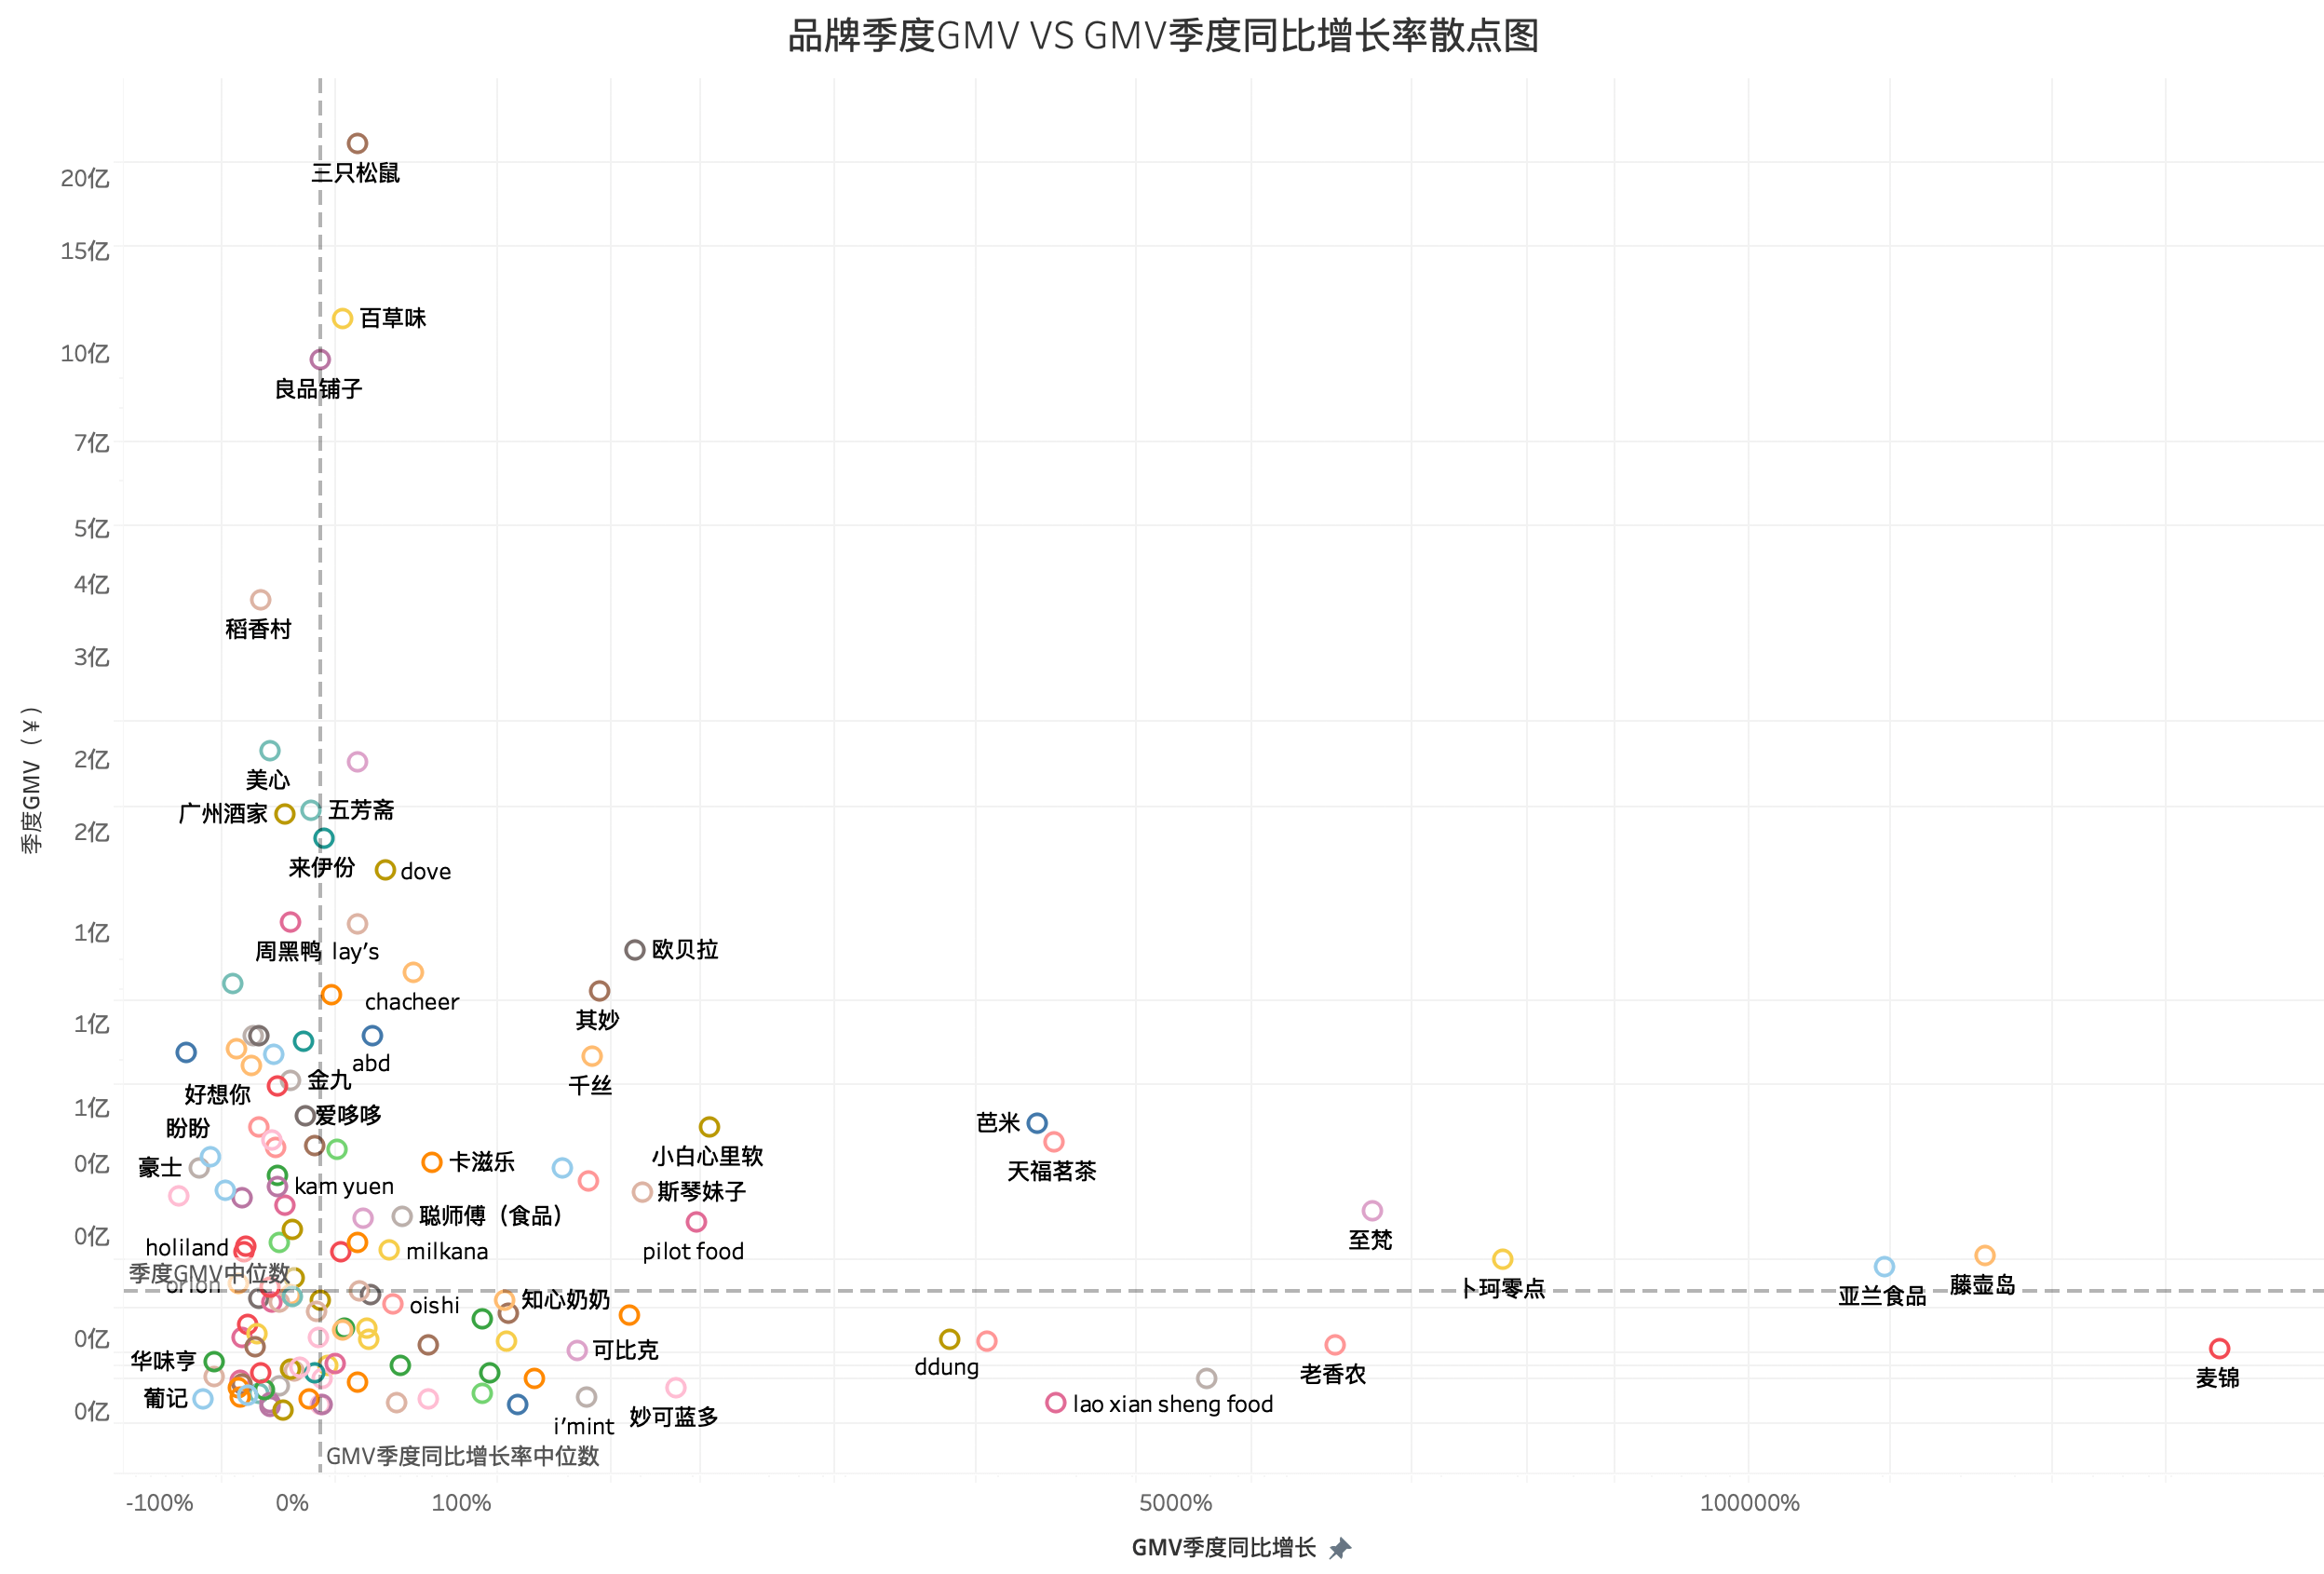 品牌季度GMV VS GMV季度同比增长率散点图
20亿
三只松鼠
15亿
百草味
10亿
良品铺子
7亿
5亿
4亿
稻香村
3亿
季度GMV（¥）
2亿
美心
广州酒家
五芳斋
2亿
来伊份
dove
1亿
周黑鸭
lay's
欧贝拉
chacheer
其妙
1亿
abd
金九
千丝
好想你
1亿
爱哆哆
盼盼
芭米
小白心里软
0亿
豪士
卡滋乐
天福茗茶
kam yuen
斯琴妹子
聪师傅（食品）
0亿
holiland
milkana
pilot food
至梵
季度GMV中位数
orion
卜珂零点
亚兰食品
藤壶岛
oishi
知心奶奶
0亿
可比克
华味亨
ddung
老香农
麦锦
葡记
0亿
i'mint
妙可蓝多
lao xian sheng food
GMV季度同比增长率中位数
-100%
0%
100%
5000%
100000%
GMV季度同比增长